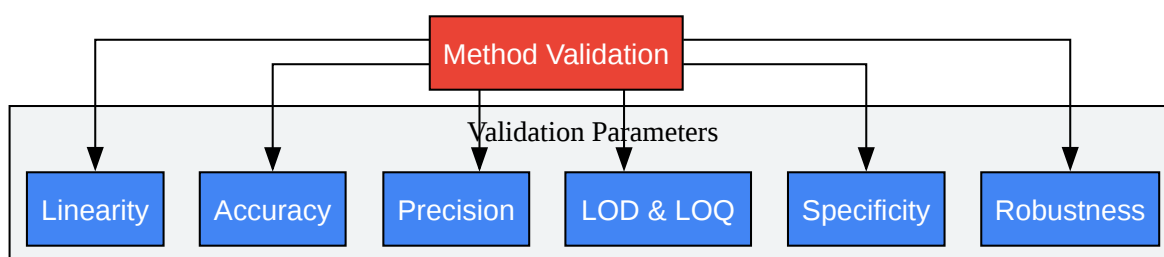 Method Validation
Validation Parameters
Linearity
Accuracy
Precision
LOD & LOQ
Specificity
Robustness